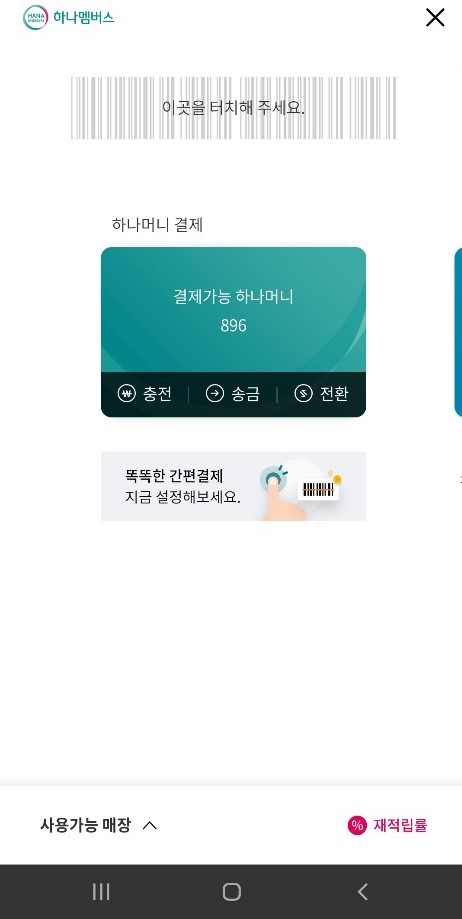 HANA
하나멤버스
이곳을 터치해 주세요.
하나머니 결제
결제가능 하나머니
896
충전
송금
전환
똑똑한 간편결제
지금 설정해보세요.
사용가능 매장
% 재적립률